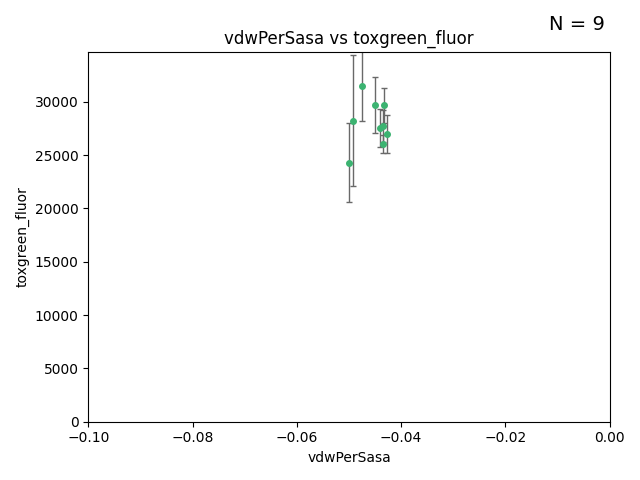 N = 9
vdwPerSasa vs toxgreen_fluor
30000
25000
20000
15000
10000
5000
0
toxgreen_fluor
−0.10 −0.08 −0.06 −0.04 −0.02 0.00
vdwPerSasa